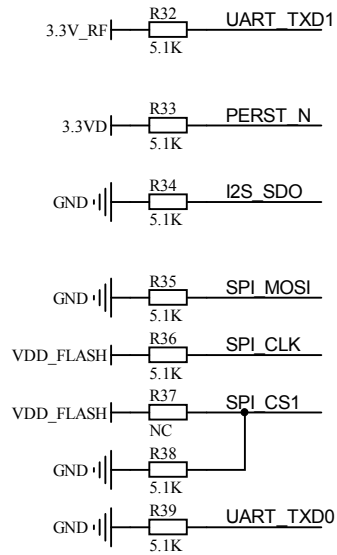 R32
3.3V_RF UART_TXD1
5.1K
R33
3.3VD PERST_N
5.1K
R34
GND I2S_SDO
5.1K
R35
GND SPI_MOSI
5.1K
R36
VDD_FLASH SPI_CLK
5.1K
R37
VDD_FLASH SPI_CS1
NC
R38
GND
5.1K
R39
GND UART_TXD0
5.1K